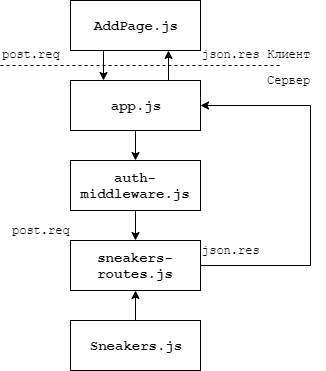 AddPage.js
post.req
json.res
Клиент
Сервер
app.js
auth-
middleware.js
post.req
sneakers-
routes.js
json.res
Sneakers.js